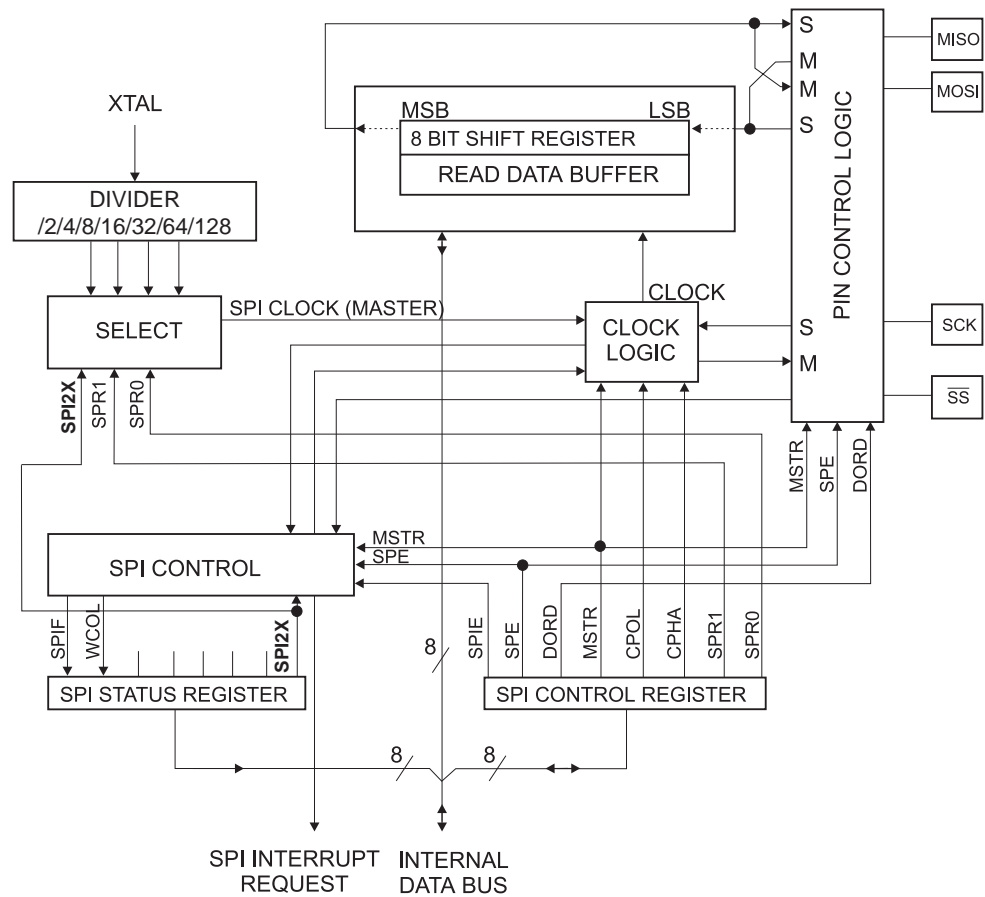 S
MISO
M
XTAL
MSB
LSB
M
MOSI
8 BIT SHIFT REGISTER
S
READ DATA BUFFER
PIN CONTROL LOGIC
DIVIDER
/2/4/8/16/32/64/128
SPI CLOCK (MASTER)
CLOCK
SELECT
CLOCK
LOGIC
S
SCK
M
SPI2X
SPR1
SPR0
SS
MSTR
SPE
DORD
MSTR
SPE
SPI CONTROL
SPIF
WCOL
SPI2X
8
SPIE
SPE
DORD
MSTR
CPOL
CPHA
SPR1
SPR0
SPI STATUS REGISTER
SPI CONTROL REGISTER
8
8
SPI INTERRUPT
REQUEST
INTERNAL
DATA BUS